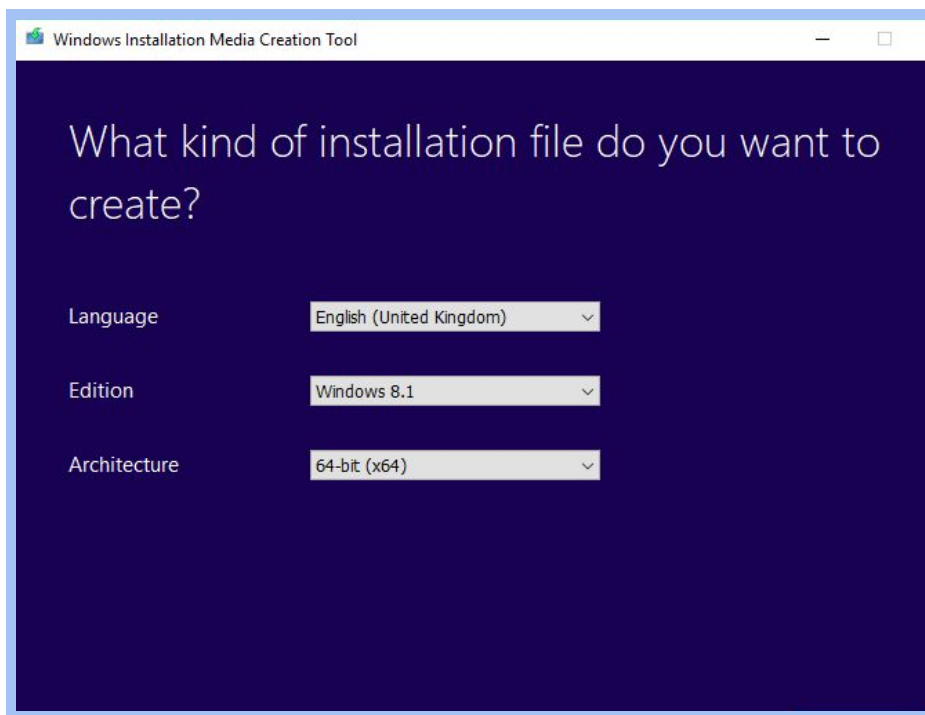 Windows Installation Media Creation Tool
What kind of installation file do you want to
create?
Language
English (United Kingdom)
Edition
Windows 8.1
Architecture
64-bit (x64)